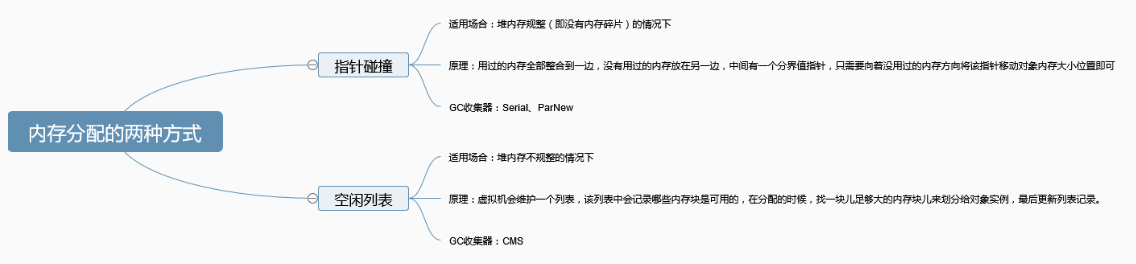 内存分配的两种方式
指针碰撞
适用场合：堆内存规整（即没有内存碎片）的情况下
原理：用过的内存全部整合到一边，没有用过的内存放在另一边，中间有一个分界值指针，只需要向着没用过的内存方向将该指针移动对象内存大小位置即可
GC收集器：Serial、ParNew
空闲列表
适用场合：堆内存不规整的情况下
原理：虚拟机会维护一个列表，该列表中会记录哪些内存块是可用的，在分配的时候，找一块儿足够大的内存块儿来划分给对象实例，最后更新列表记录。
GC收集器：CMS